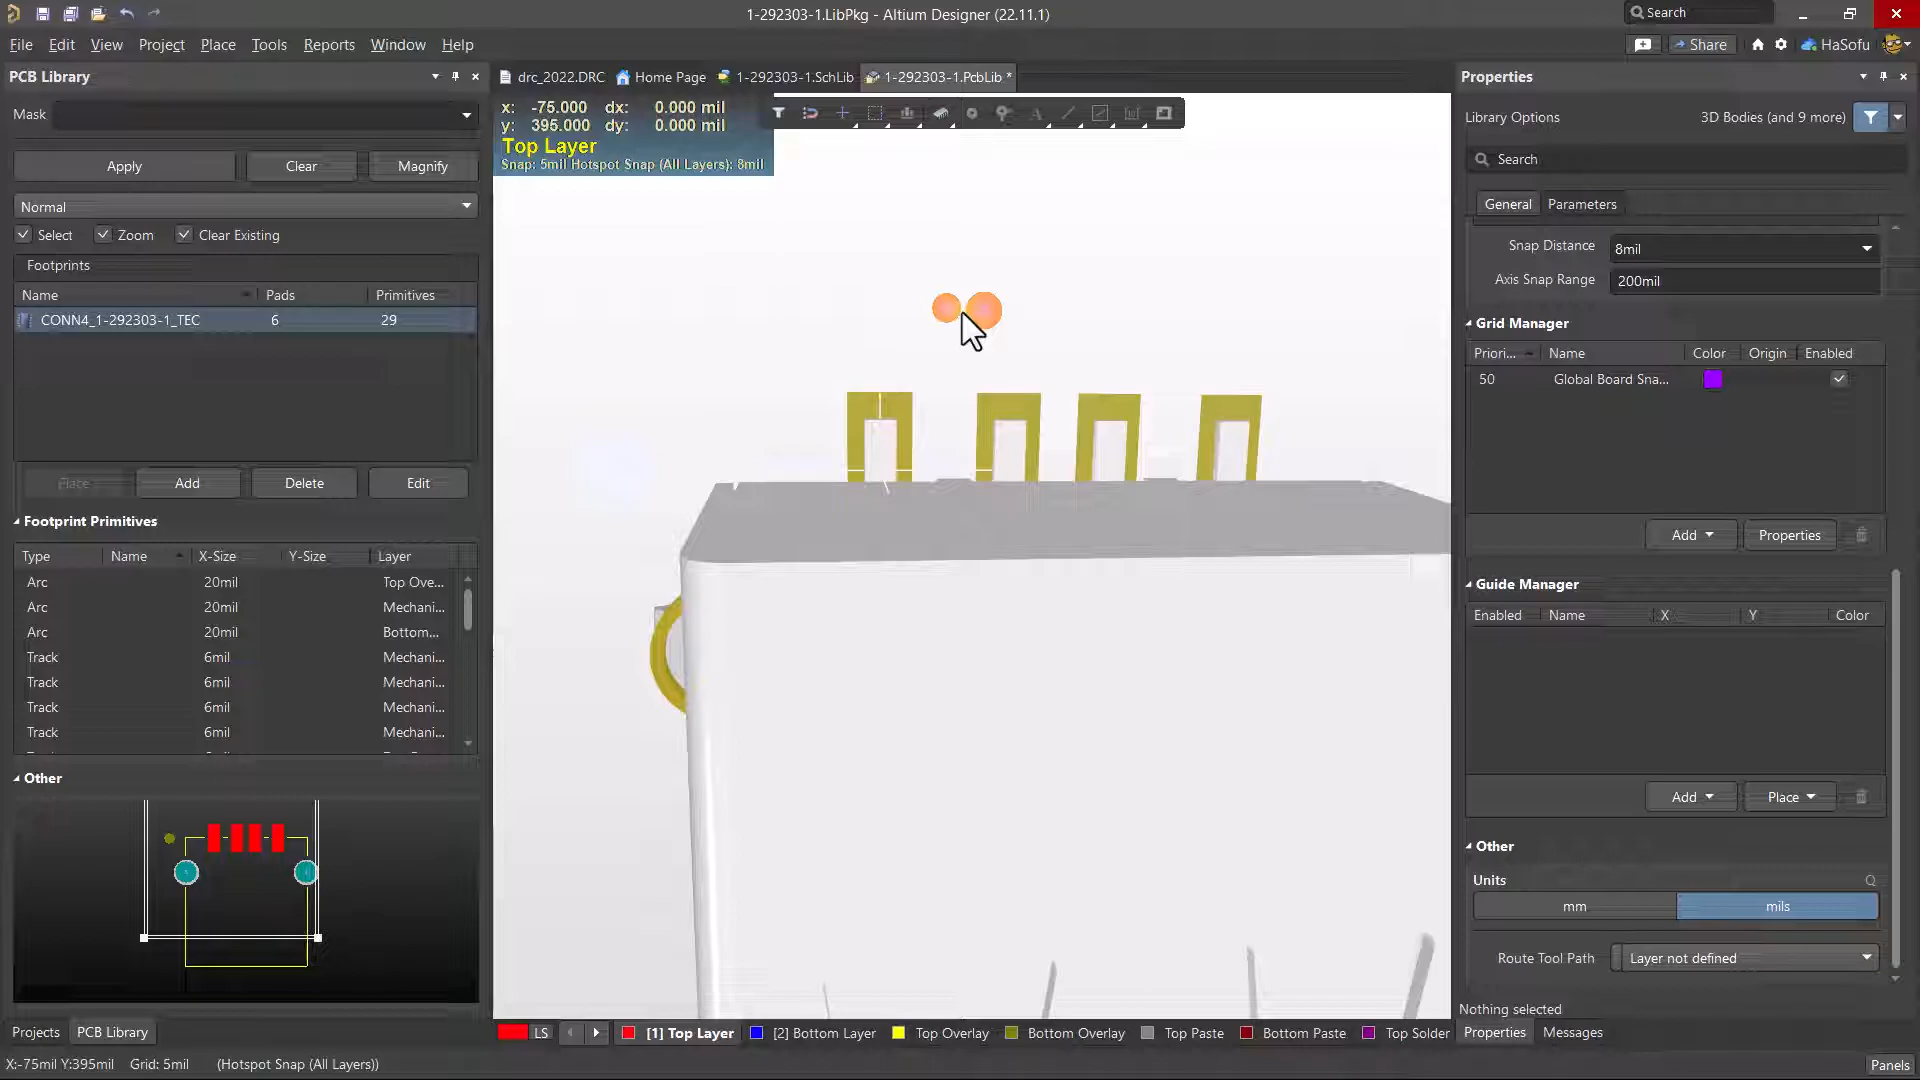 1-292303-1.LibPkg - Altium Designer (22.11.1)
Search
File Edit View Project Place Tools Reports Window Help
Share
HaSofu
PCB Library
Mask
Apply Clear Magnify
Normal
Select Zoom Clear Existing
Footprints
Name Pads Primitives
CONN4_1-292303-1_TEC 6 29
Place Add Delete Edit
Footprint Primitives
Type Name X-Size Y-Size Layer
Arc 20mil Top Ove...
Arc 20mil Mechani...
Arc 20mil Bottom...
Track 6mil Mechani...
Track 6mil Mechani...
Track 6mil Mechani...
Track 6mil Mechani...
Other
Projects PCB Library
X:-75mil Y:395mil Grid: 5mil (Hotspot Snap (All Layers))
drc_2022.DRC Home Page 1-292303-1.SchLib 1-292303-1.PcbLib *
x: -75.000 dx: 0.000 mil
y: 395.000 dy: 0.000 mil
Top Layer
Snap: 5mil Hotspot Snap (All Layers): 8mil
LS [1] Top Layer [2] Bottom Layer Top Overlay Bottom Overlay Top Paste Bottom Paste Top Solder
Properties
Library Options 3D Bodies (and 9 more)
Search
General Parameters
Snap Distance 8mil
Axis Snap Range 200mil
Grid Manager
Priori... Name Color Origin Enabled
50 Global Board Sna...
Add Properties
Guide Manager
Enabled Name X Y Color
Add Place
Other
Units
mm mils
Route Tool Path Layer not defined
Nothing selected
Properties Messages
Panels